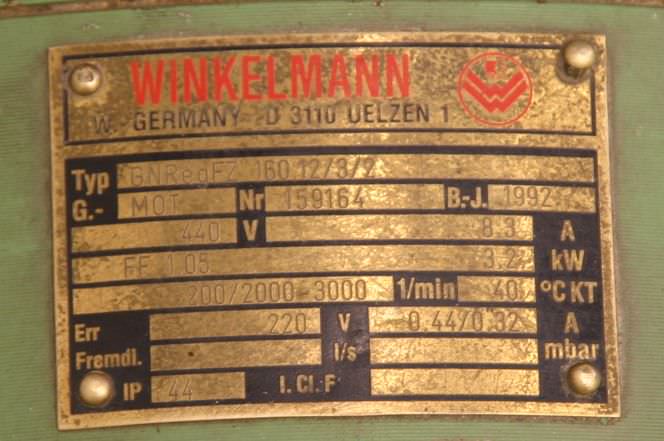 WINKELMANN
W. GERMANY D 3110 UELZEN 1
Typ GNRegFZ 160.12/3/2
G.- MOT Nr 159164 B.-J. 1992
440 V 8.3 A
FF 1.05 3.2 kW
200/2000-3000 1/min 40 °C KT
Err 220 V 0.44/0.32 A
Fremdl. l/s mbar
IP 44 I. Cl. F